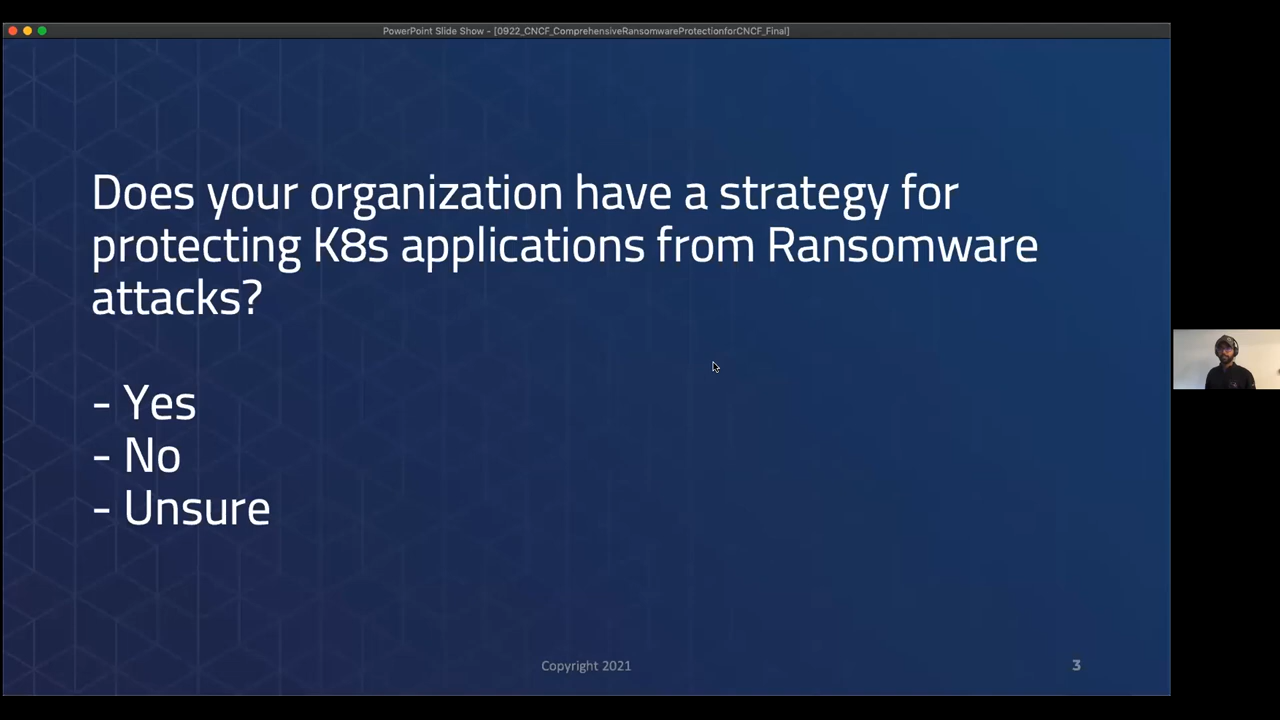 PowerPoint Slide Show - [0922_CNCF_ComprehensiveRansomwareProtectionforCNCF_Final]
Does your organization have a strategy for
protecting K8s applications from Ransomware
attacks?
- Yes
- No
- Unsure
Copyright 2021
3